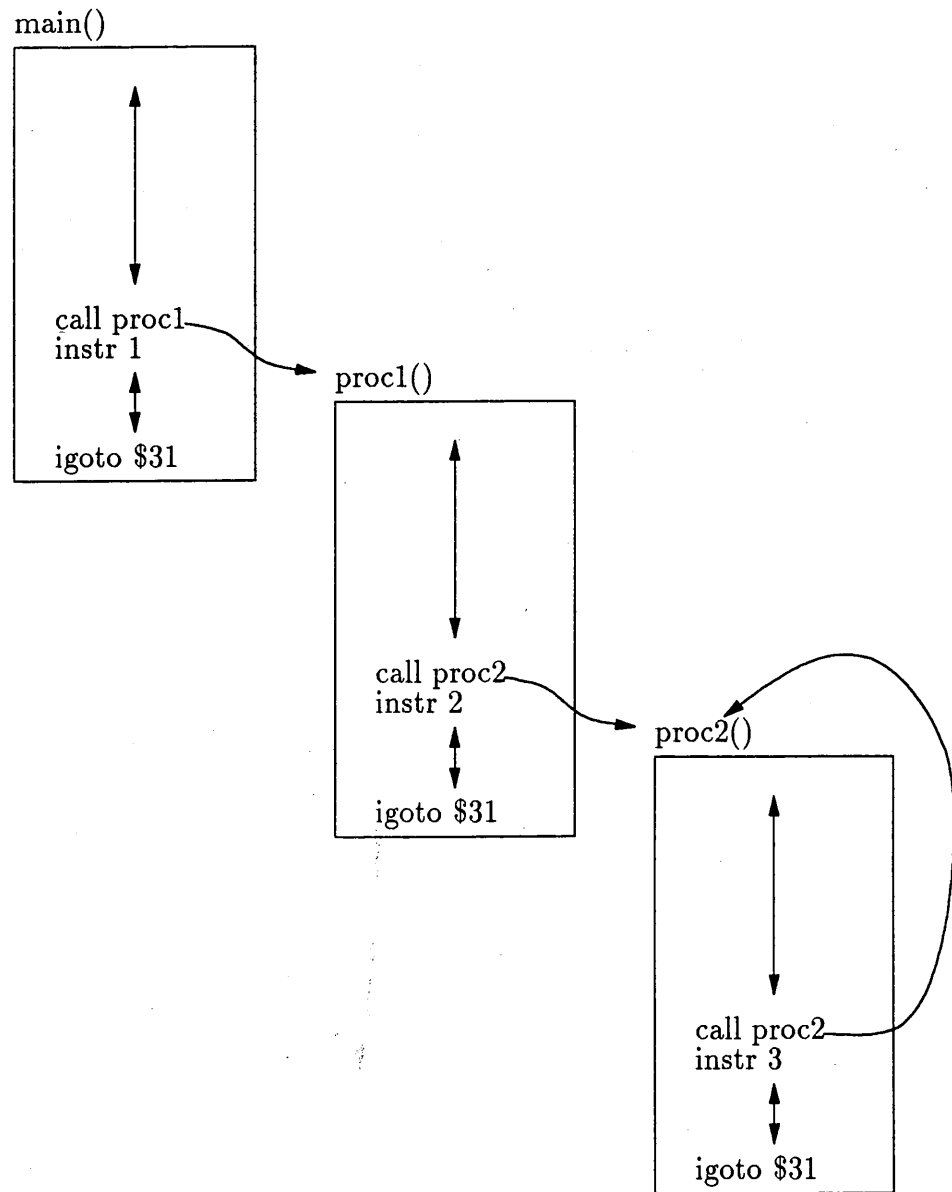 main()
call proc1
instr 1
igoto $31
proc1()
call proc2
instr 2
igoto $31
proc2()
call proc2
instr 3
igoto $31